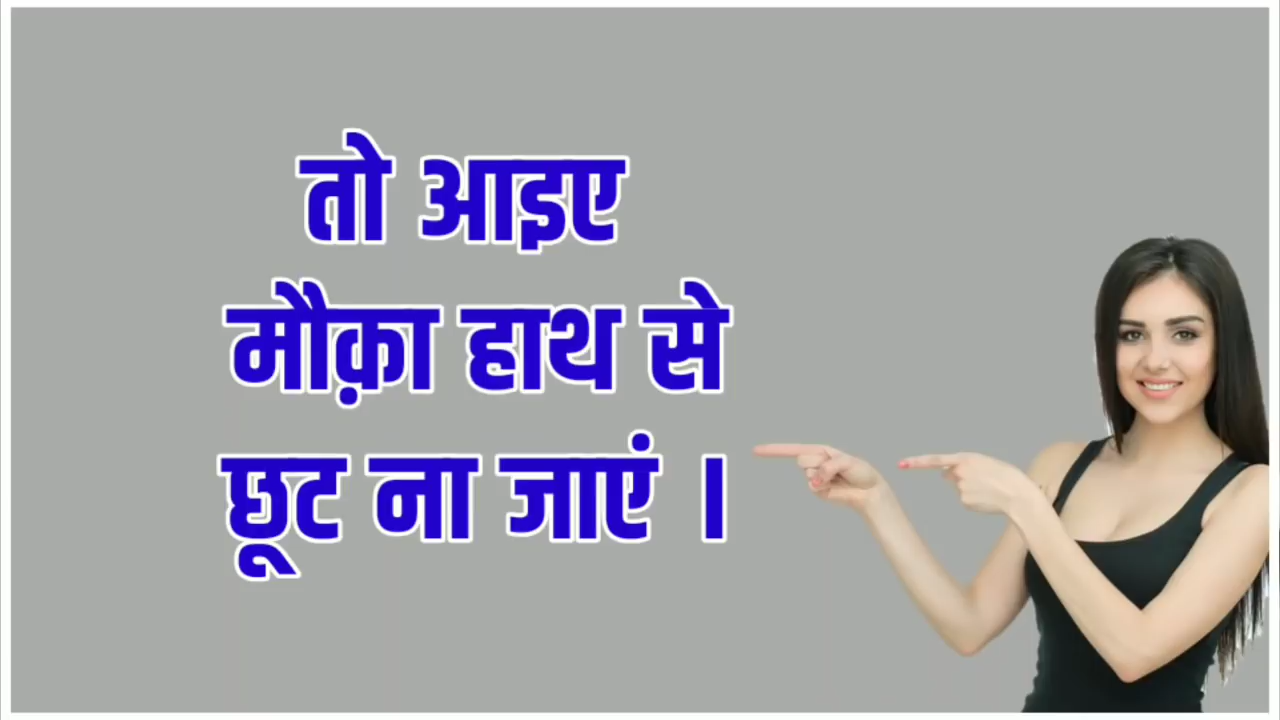 तो आइए
मौक़ा हाथ से
छूट ना जाएं ।